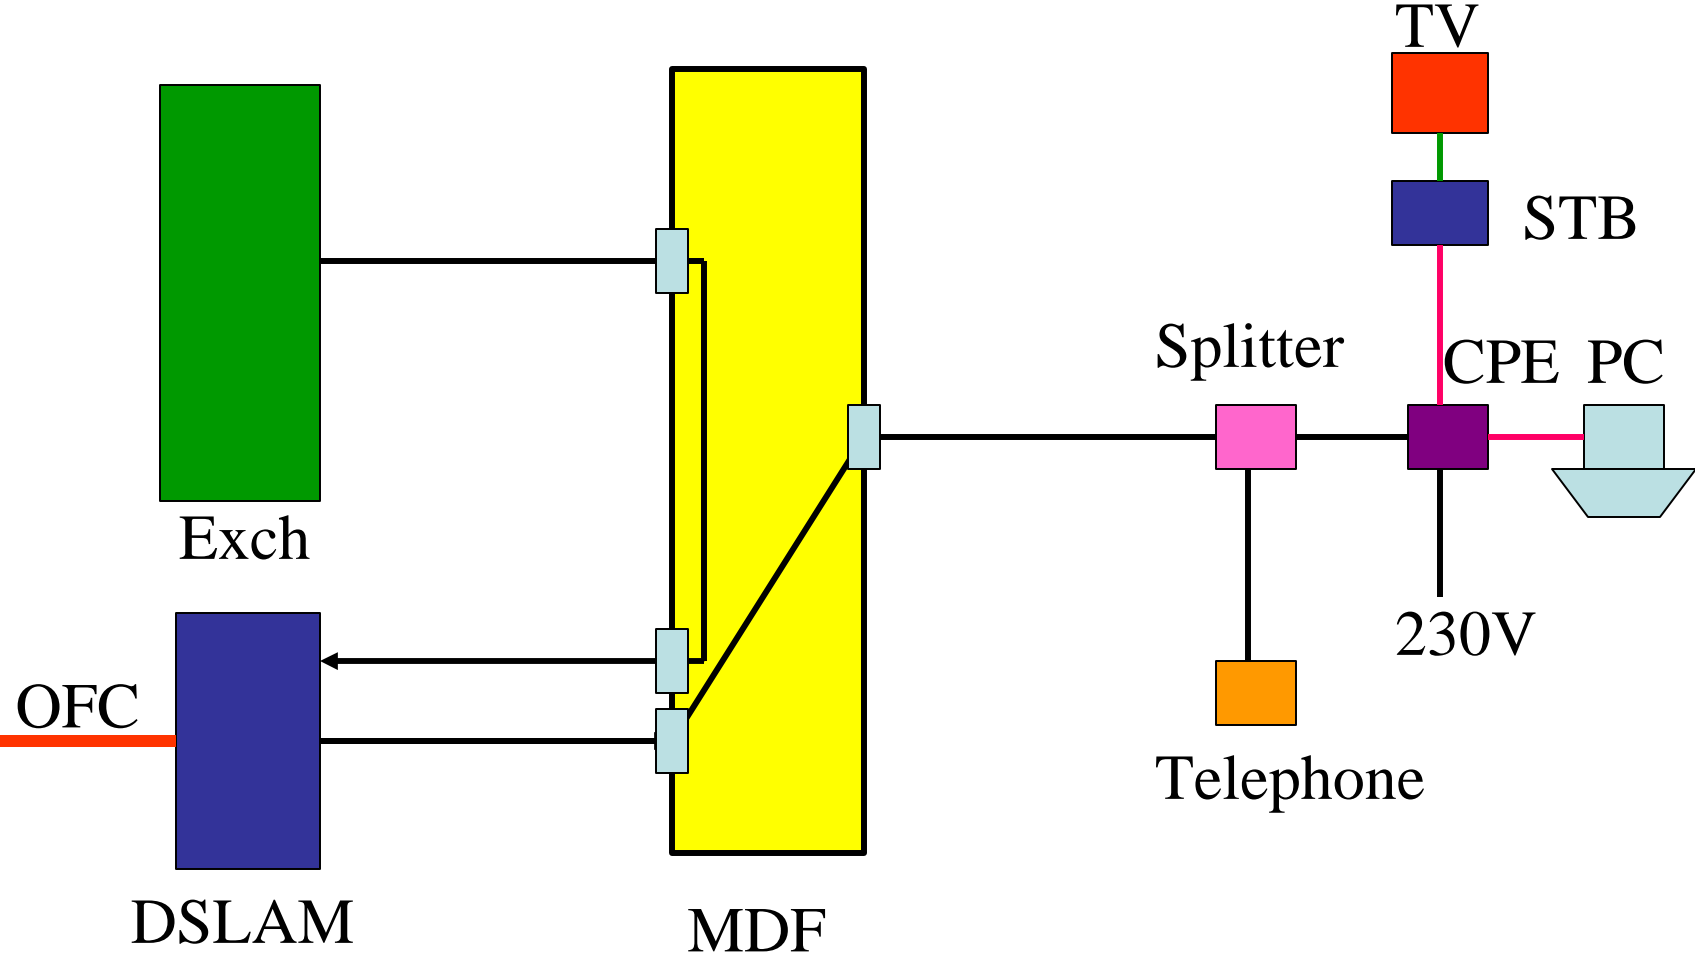 TV
STB
Splitter
CPE PC
Exch
230V
OFC
Telephone
DSLAM
MDF